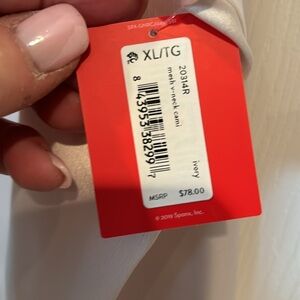 XL/TG
20314R
mesh v-neck cami
ivory
8 43953 38299 7
MSRP $78.00
© 2019 Spanx, Inc.